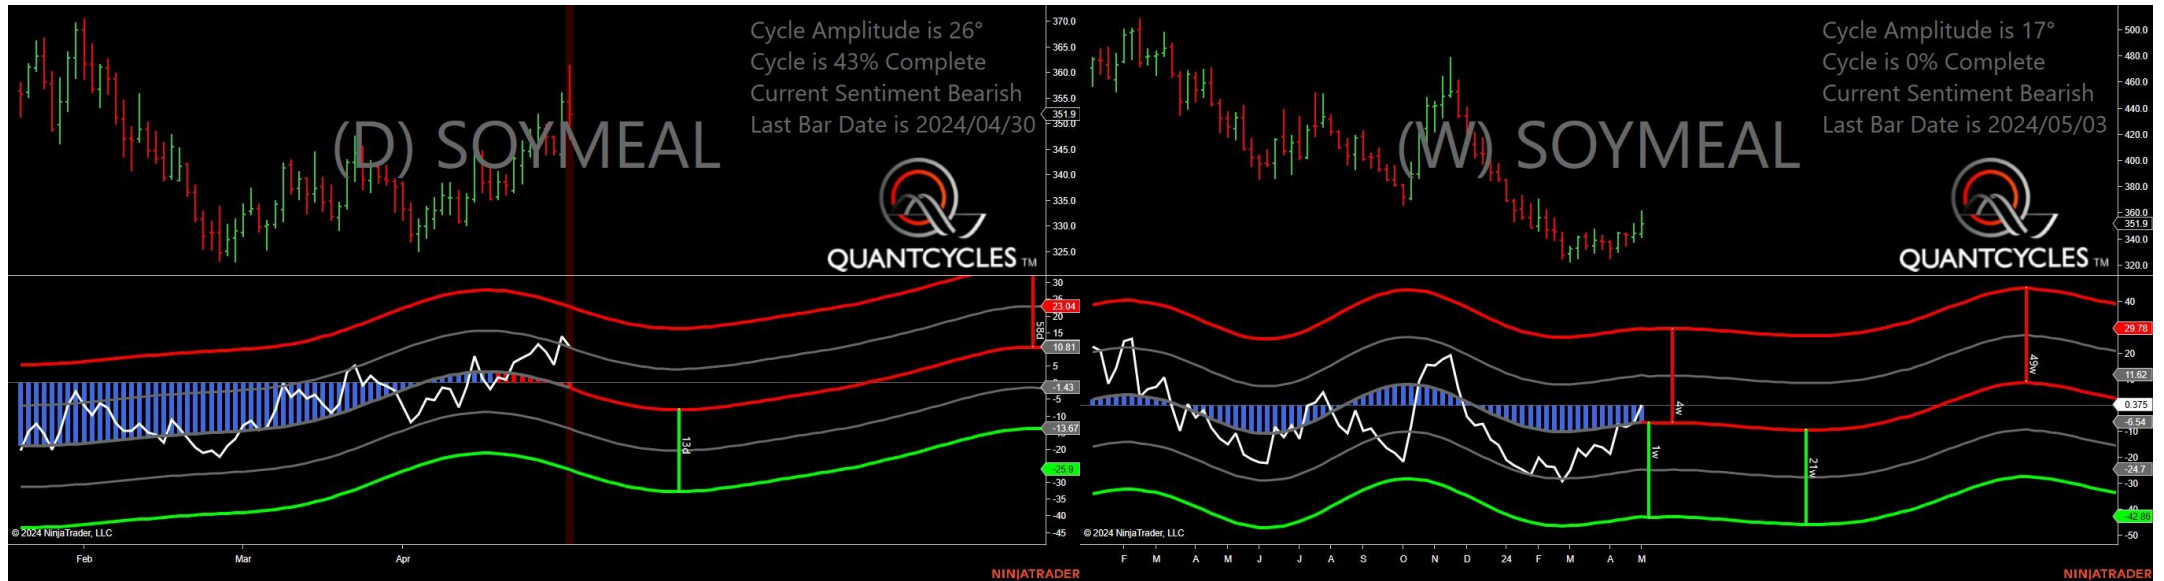 Cycle Amplitude is 26°
Cycle is 43% Complete
Current Sentiment Bearish
Last Bar Date is 2024/04/30
(D) SOYMEAL
QUANTCYCLES TM
370.0
365.0
360.0
355.0
351.9
350.0
345.0
340.0
335.0
330.0
325.0
30
23.04
20
15
58d
10.81
5
-1.43
-5
-10
-13.67
13d
-20
-25.9
-30
-35
-40
-45
© 2024 NinjaTrader, LLC
Feb Mar Apr
NINJATRADER
Cycle Amplitude is 17°
Cycle is 0% Complete
Current Sentiment Bearish
Last Bar Date is 2024/05/03
(W) SOYMEAL
QUANTCYCLES TM
500.0
480.0
460.0
440.0
420.0
400.0
380.0
360.0
351.9
340.0
320.0
40
29.78
20
49w
11.62
4w
0.375
-6.54
-10
1w
21w
-20
-24.7
-30
-42.86
-50
© 2024 NinjaTrader, LLC
F M A M J J A S O N D 24 F M A M
NINJATRADER